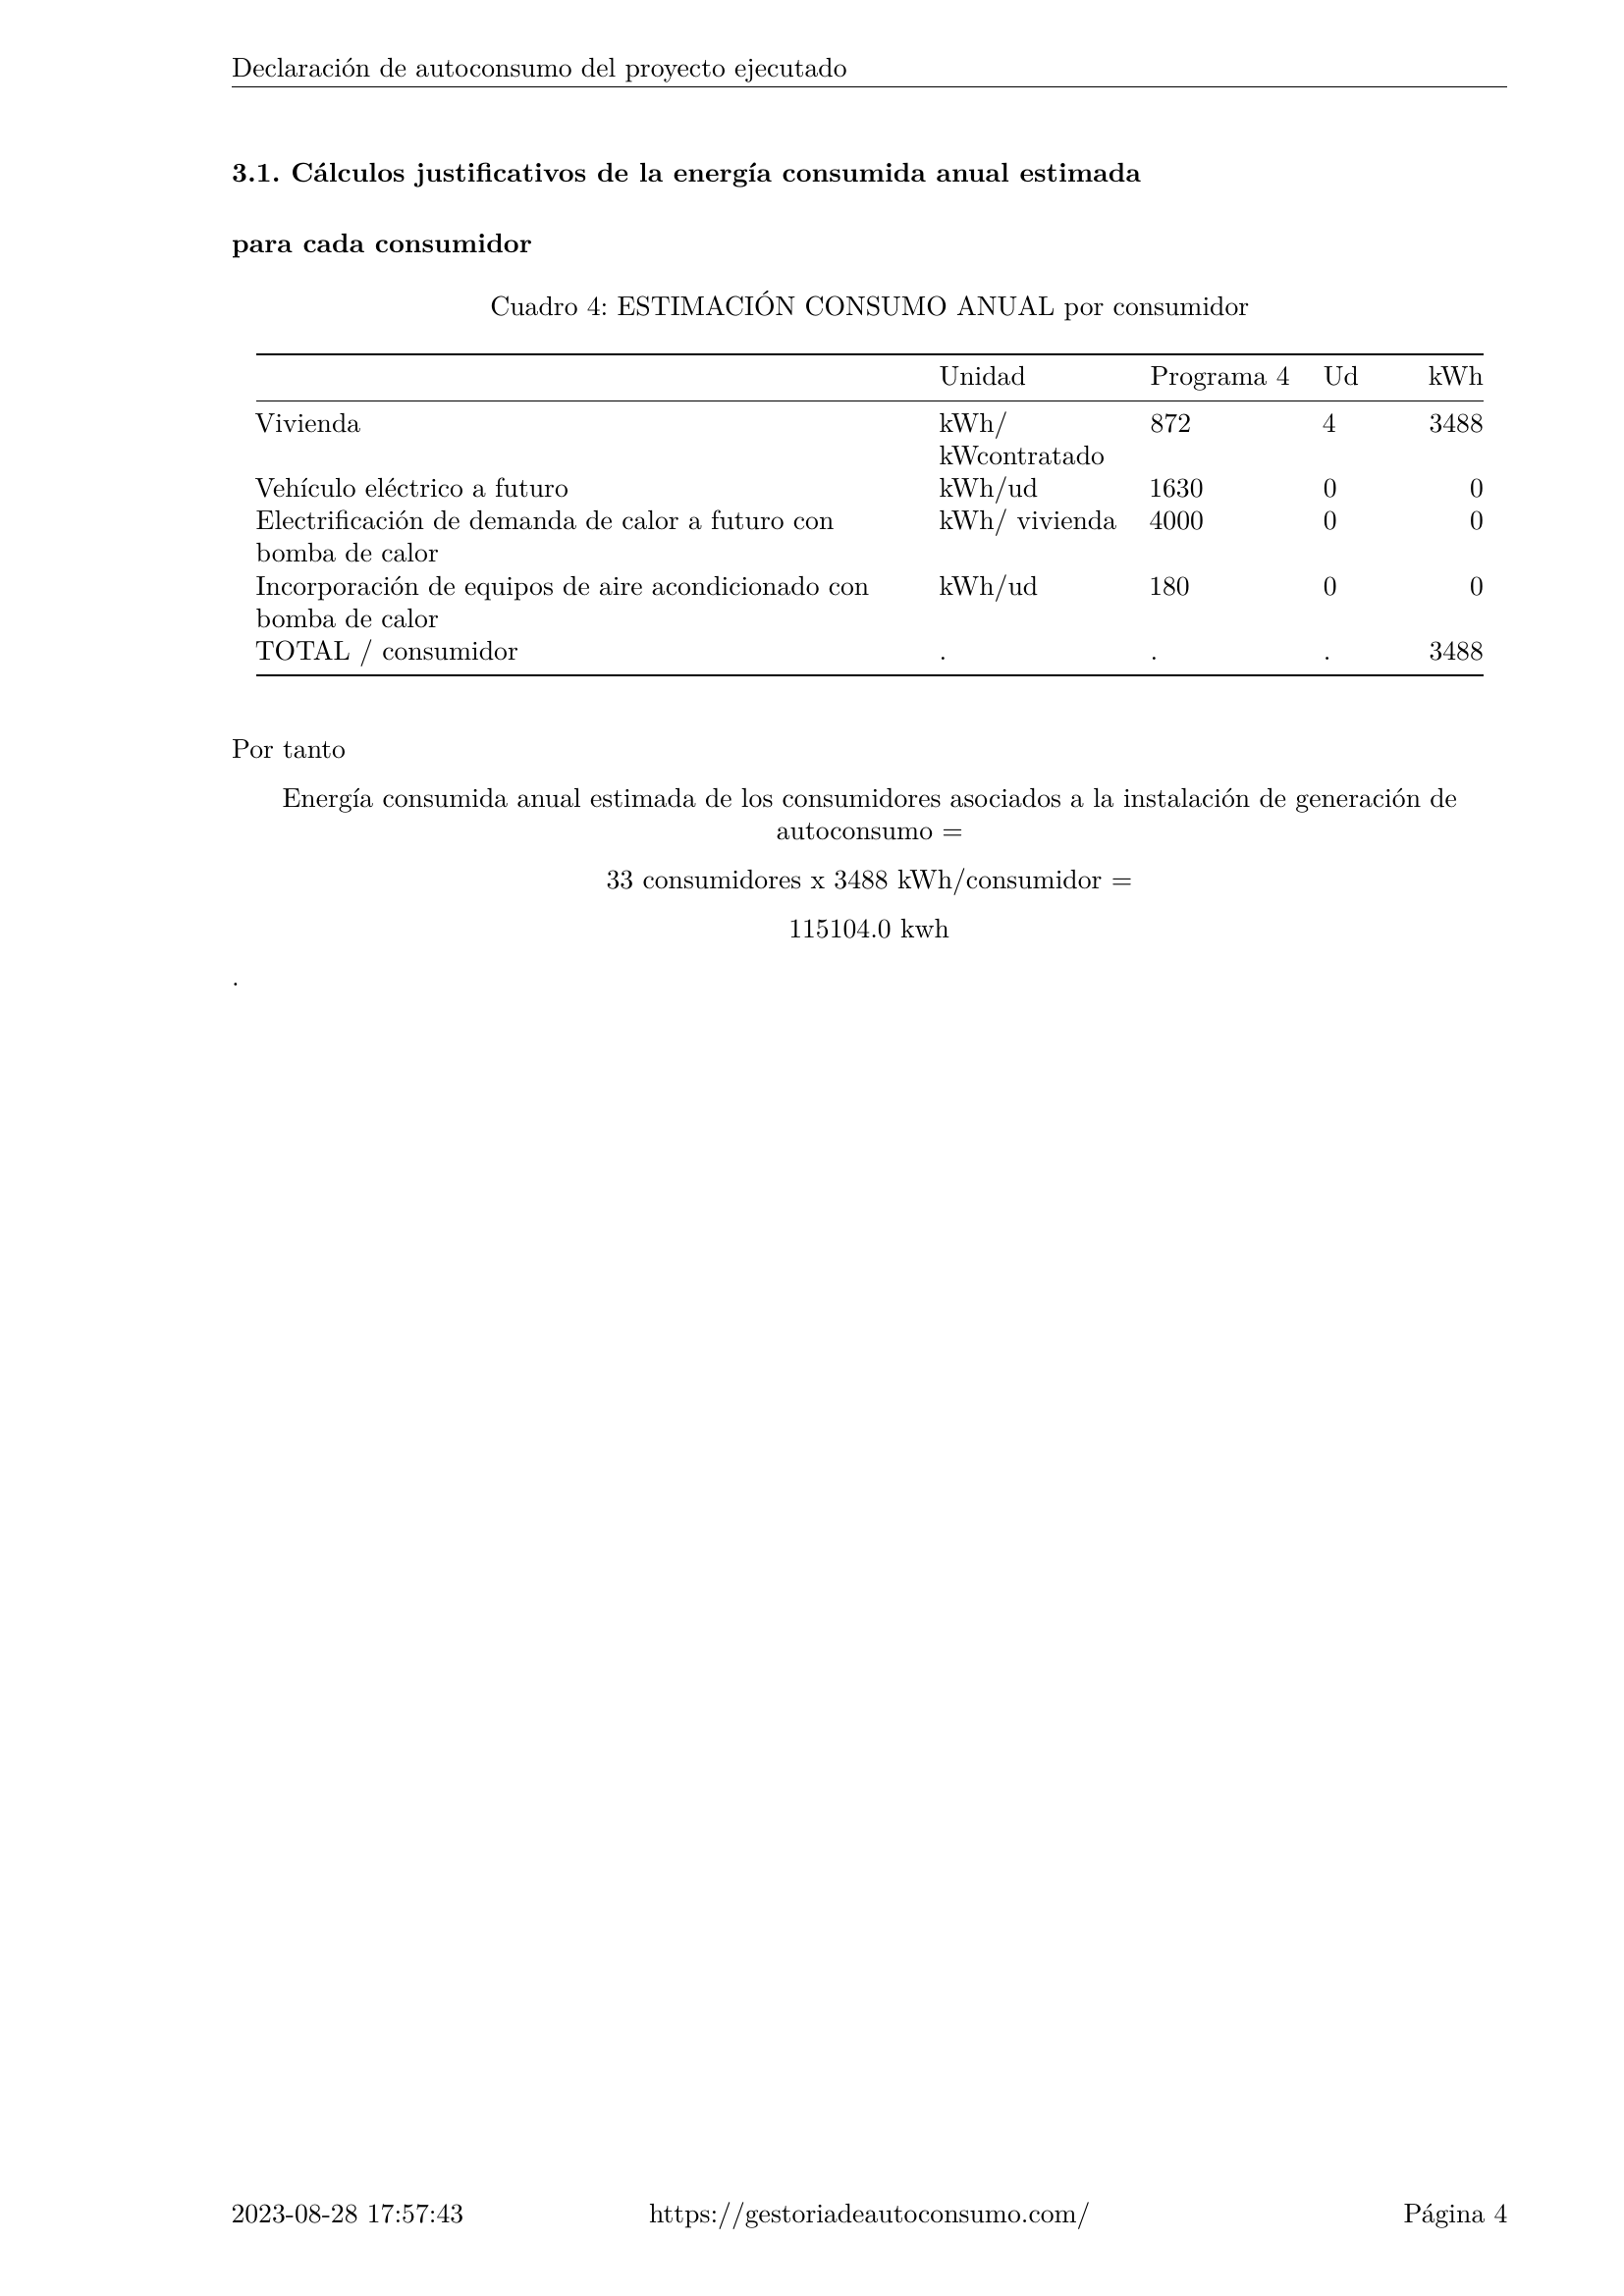 Declaración de autoconsumo del proyecto ejecutado
3.1. Cálculos justificativos de la energía consumida anual estimada
para cada consumidor
Cuadro 4: ESTIMACIÓN CONSUMO ANUAL por consumidor
Unidad Programa 4 Ud kWh
Vivienda kWh/ 872 4 3488
kWcontratado
Vehículo eléctrico a futuro kWh/ud 1630 0 0
Electrificación de demanda de calor a futuro con kWh/ vivienda 4000 0 0
bomba de calor
Incorporación de equipos de aire acondicionado con kWh/ud 180 0 0
bomba de calor
TOTAL / consumidor . . . 3488
Por tanto
Energía consumida anual estimada de los consumidores asociados a la instalación de generación de
autoconsumo =
33 consumidores x 3488 kWh/consumidor =
115104.0 kwh
.
2023-08-28 17:57:43 https://gestoriadeautoconsumo.com/ Página 4